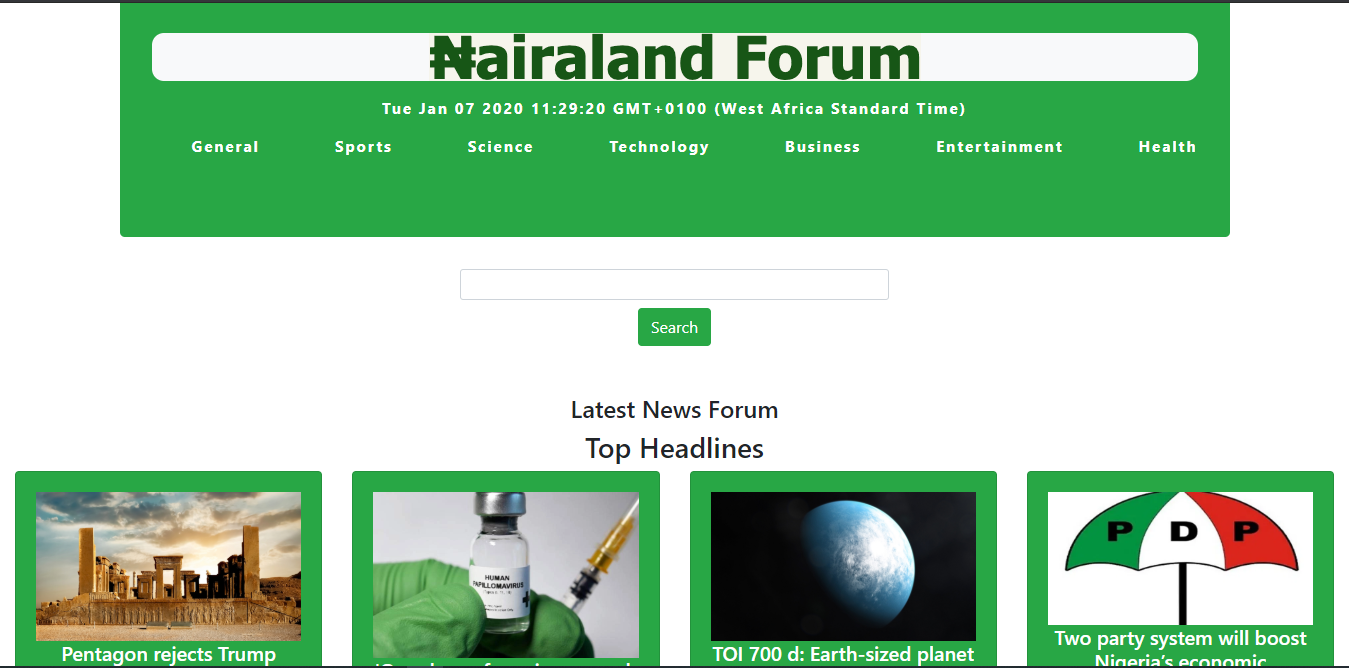 ₦airaland Forum
Tue Jan 07 2020 11:29:20 GMT+0100 (West Africa Standard Time)
General Sports Science Technology Business Entertainment Health
Search
Latest News Forum
Top Headlines
HUMAN
PAPILLOMAVIRUS
P D P
Pentagon rejects Trump
TOI 700 d: Earth-sized planet
Two party system will boost
Nigeria's economic